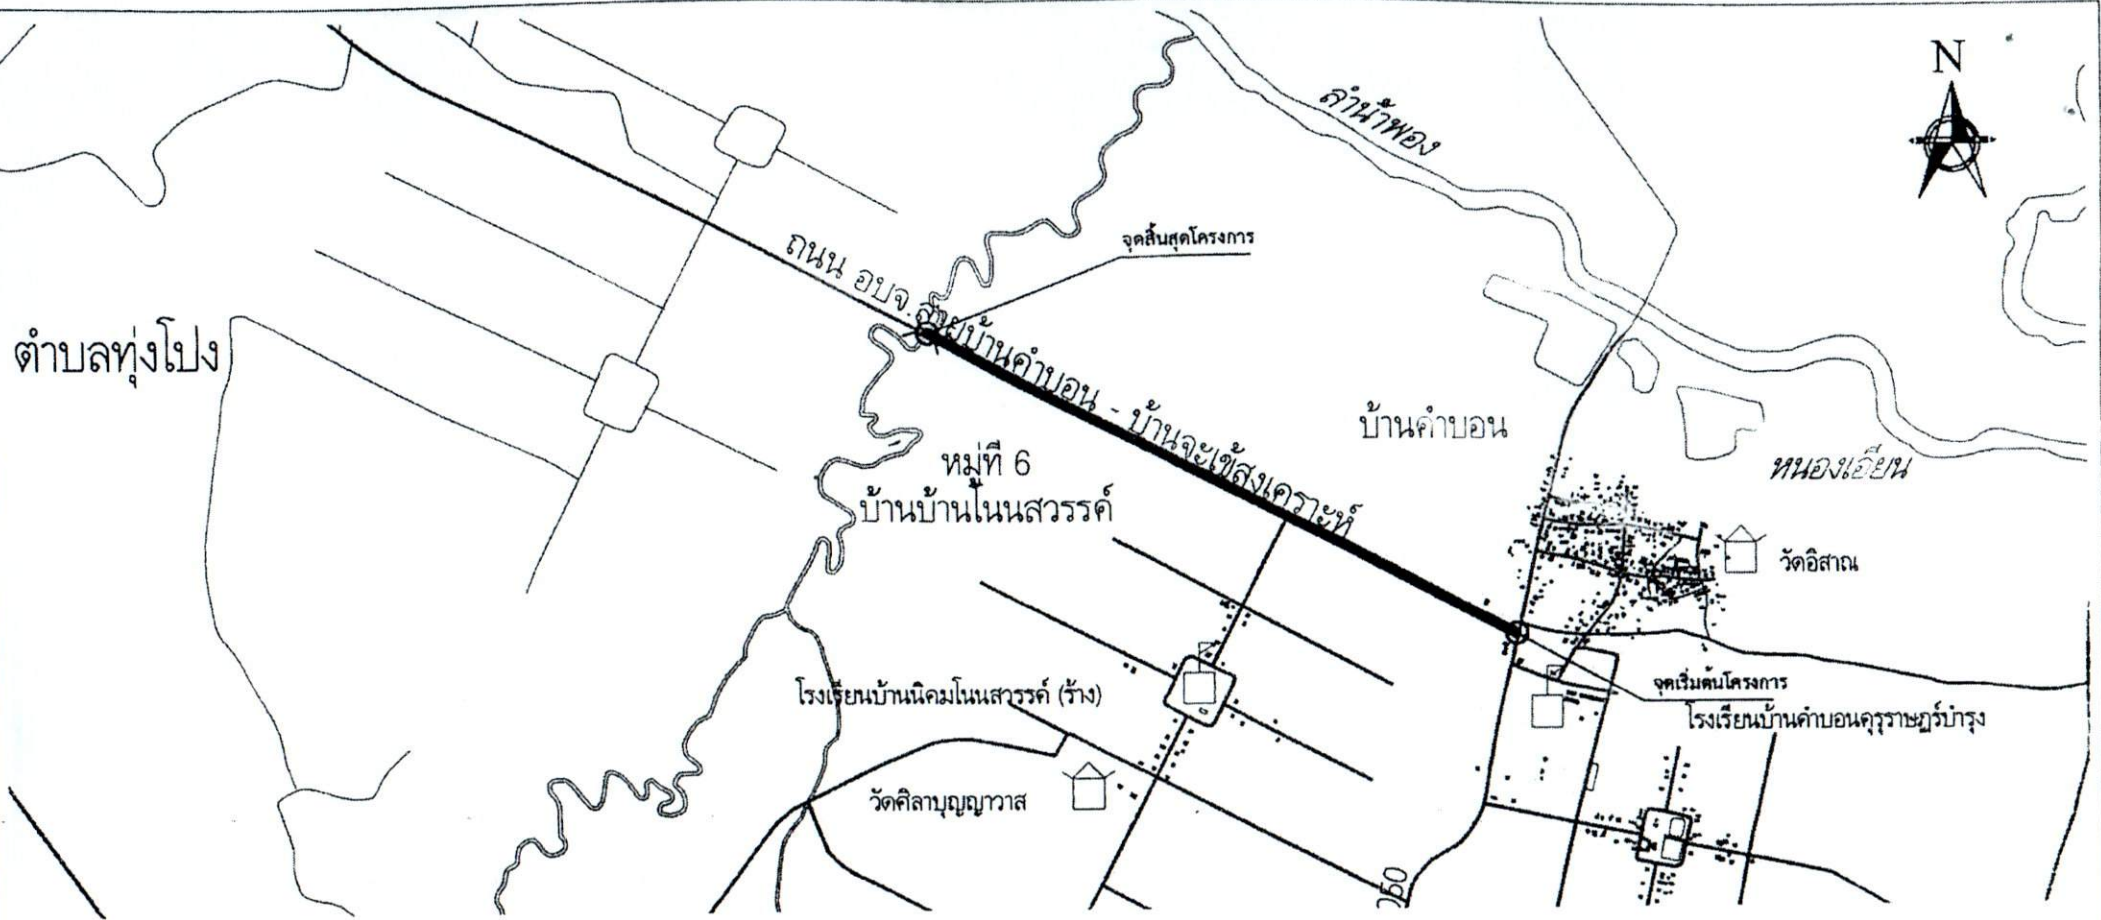 N
ลำน้ำพอง
จุดสิ้นสุดโครงการ
ถนน อบจ.สายบ้านคำบอน - บ้านจะเข้สงเคราะห์
ตำบลทุ่งโปง
บ้านคำบอน
หมู่ที่ 6
บ้านบ้านโนนสวรรค์
หนองเอียน
วัดอิสาณ
จุดเริ่มต้นโครงการ
โรงเรียนบ้านนิคมโนนสวรรค์ (ร้าง)
โรงเรียนบ้านคำบอนคุรุราษฎร์บำรุง
วัดศิลาบุญญาวาส